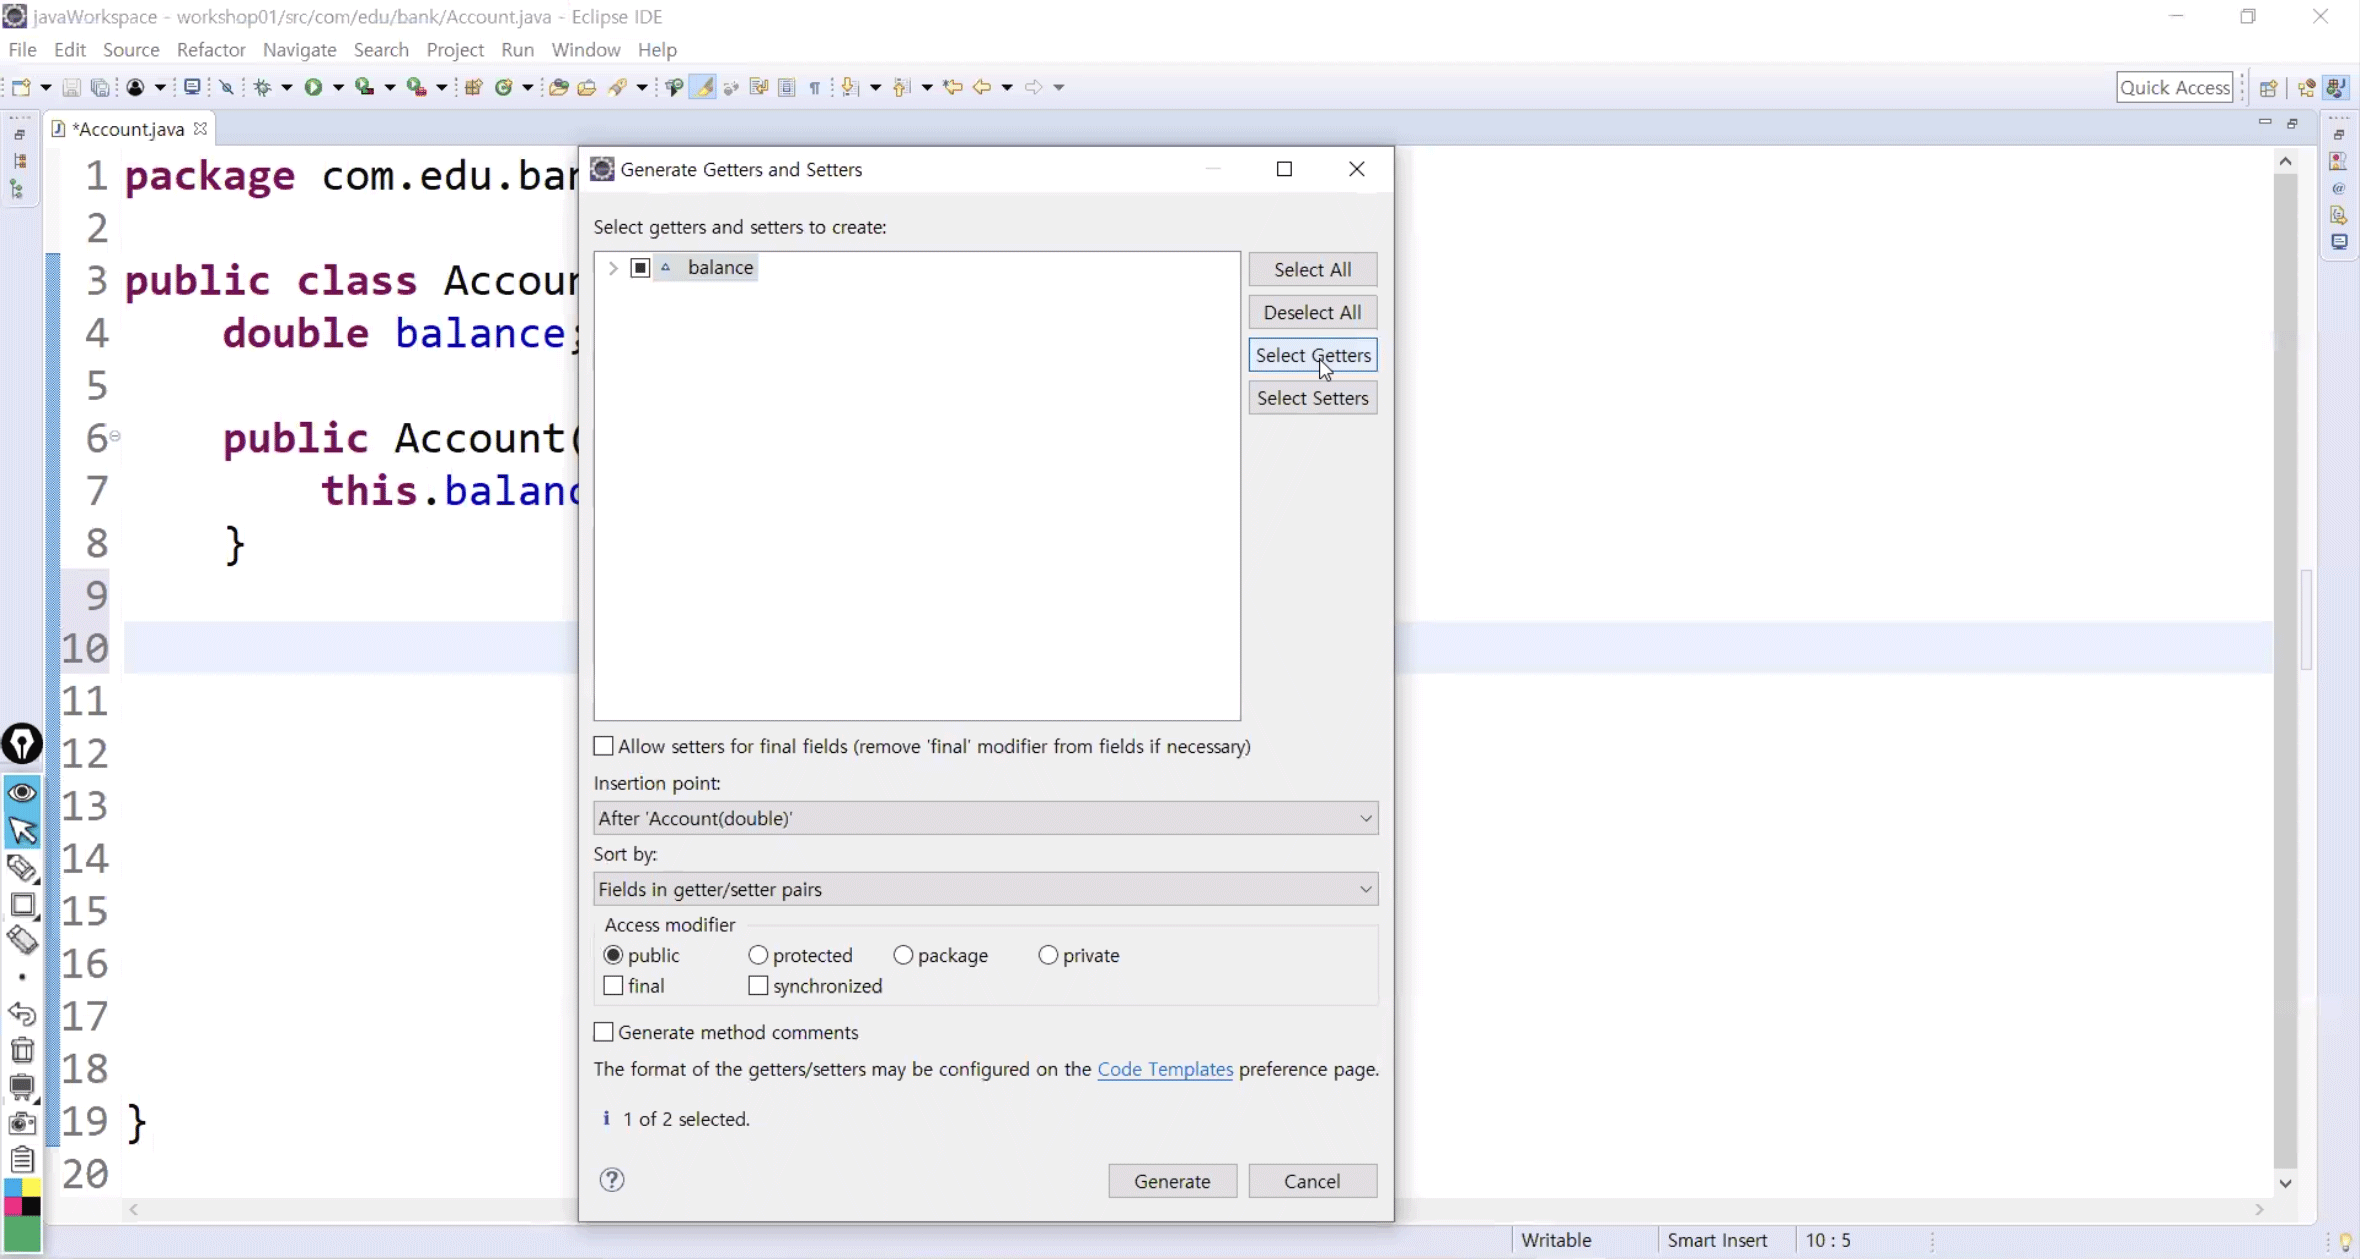 javaWorkspace - workshop01/src/com/edu/bank/Account.java - Eclipse IDE
File Edit Source Refactor Navigate Search Project Run Window Help
Quick Access
*Account.java
1 package com.edu.ban
2
3 public class Accoun
4 double balance;
5
6 public Account(
7 this.balanc
8 }
9
10
11
12
13
14
15
16
17
18
19 }
20
Generate Getters and Setters
Select getters and setters to create:
balance
Select All
Deselect All
Select Getters
Select Setters
Allow setters for final fields (remove 'final' modifier from fields if necessary)
Insertion point:
After 'Account(double)'
Sort by:
Fields in getter/setter pairs
Access modifier
public protected package private
final synchronized
Generate method comments
The format of the getters/setters may be configured on the Code Templates preference page.
1 of 2 selected.
Generate Cancel
Writable Smart Insert 10 : 5